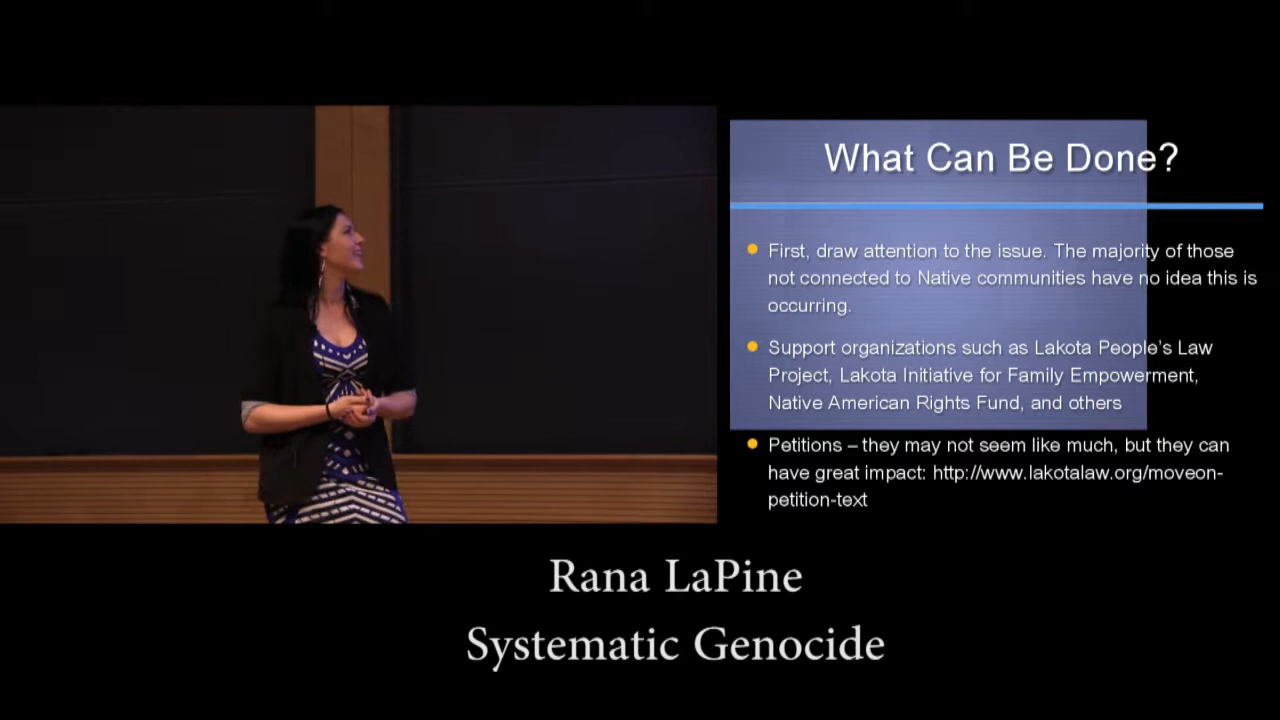 What Can Be Done?
First, draw attention to the issue. The majority of those
not connected to Native communities have no idea this is
occurring.
Support organizations such as Lakota People's Law
Project, Lakota Initiative for Family Empowerment,
Native American Rights Fund, and others
Petitions – they may not seem like much, but they can
have great impact: http://www.lakotalaw.org/moveon-
petition-text
Rana LaPine
Systematic Genocide